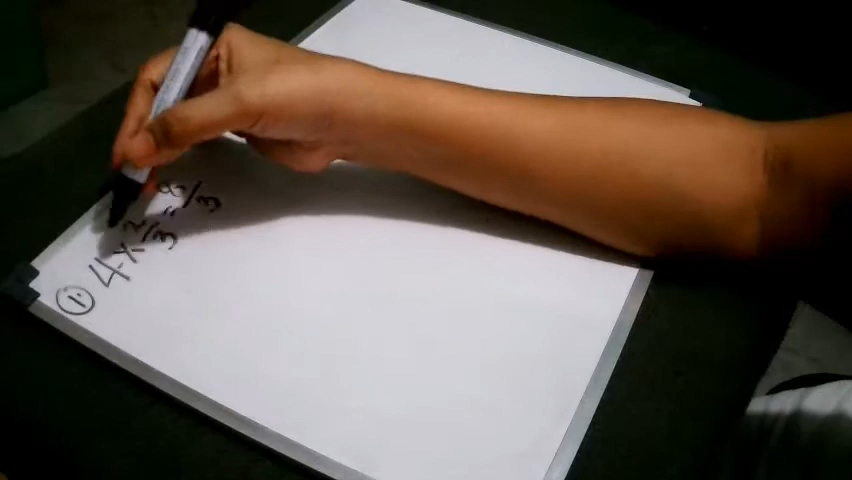 ① 4 x 2/3 = 8/3